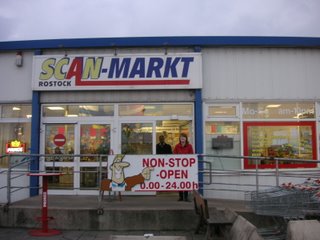 SCAN-MARKT
ROSTOCK
NON-STOP
-OPEN
0.00-24.00h